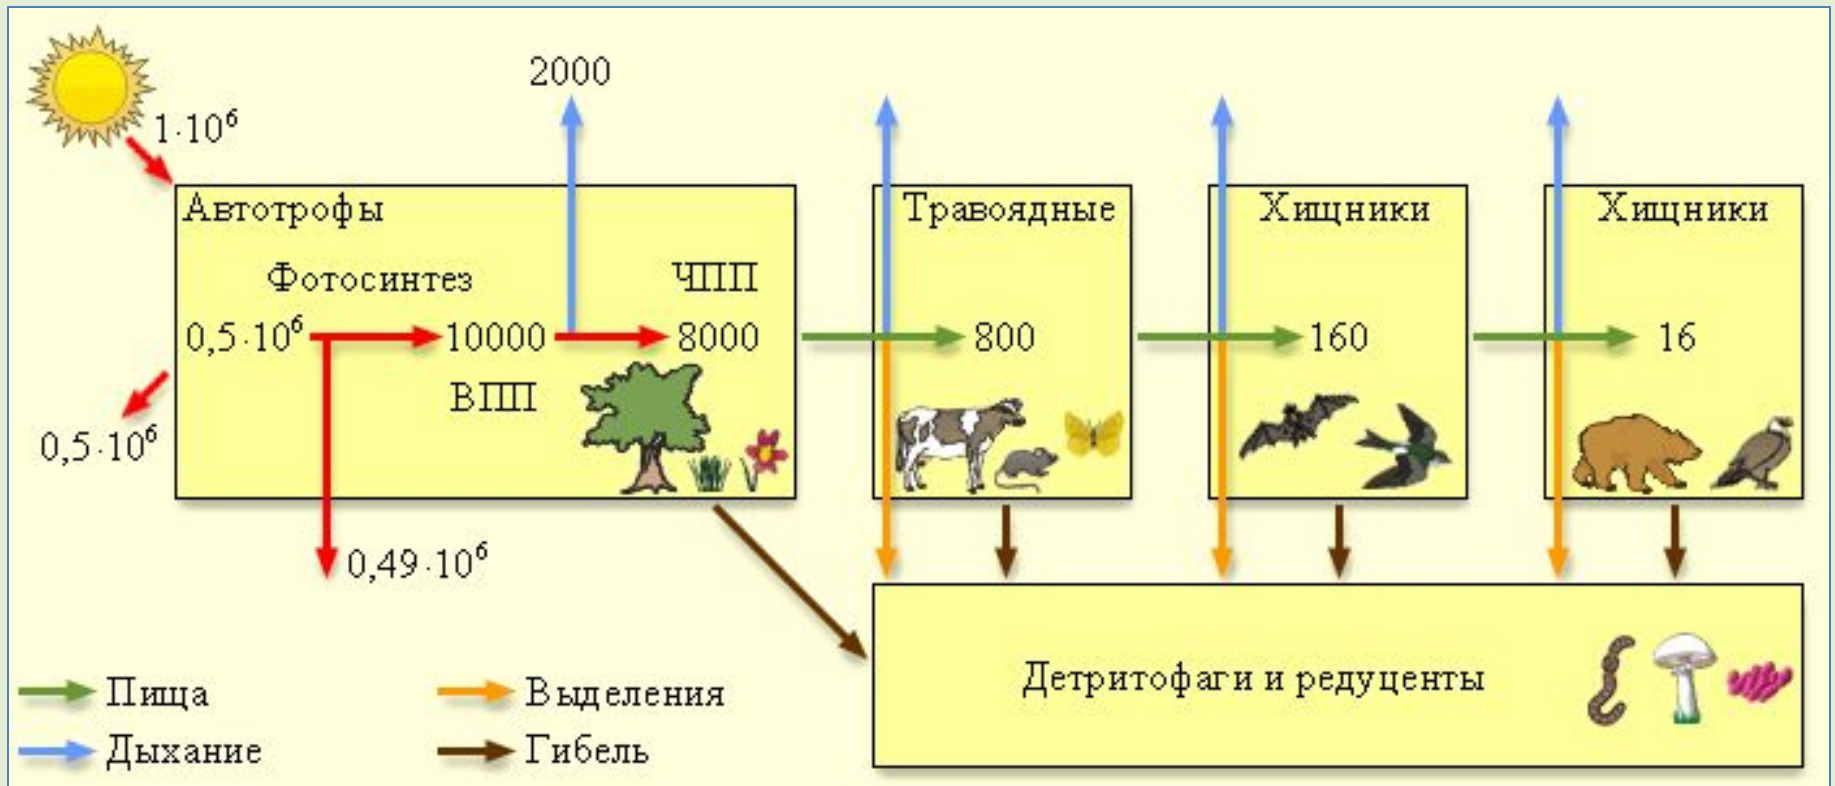 2000
1·10⁶
Автотрофы
Травоядные
Хищники
Хищники
Фотосинтез
ЧПП
0,5·10⁶
10000
8000
800
160
16
ВПП
0,5·10⁶
0,49·10⁶
Детритофаги и редуценты
Пища
Выделения
Дыхание
Гибель